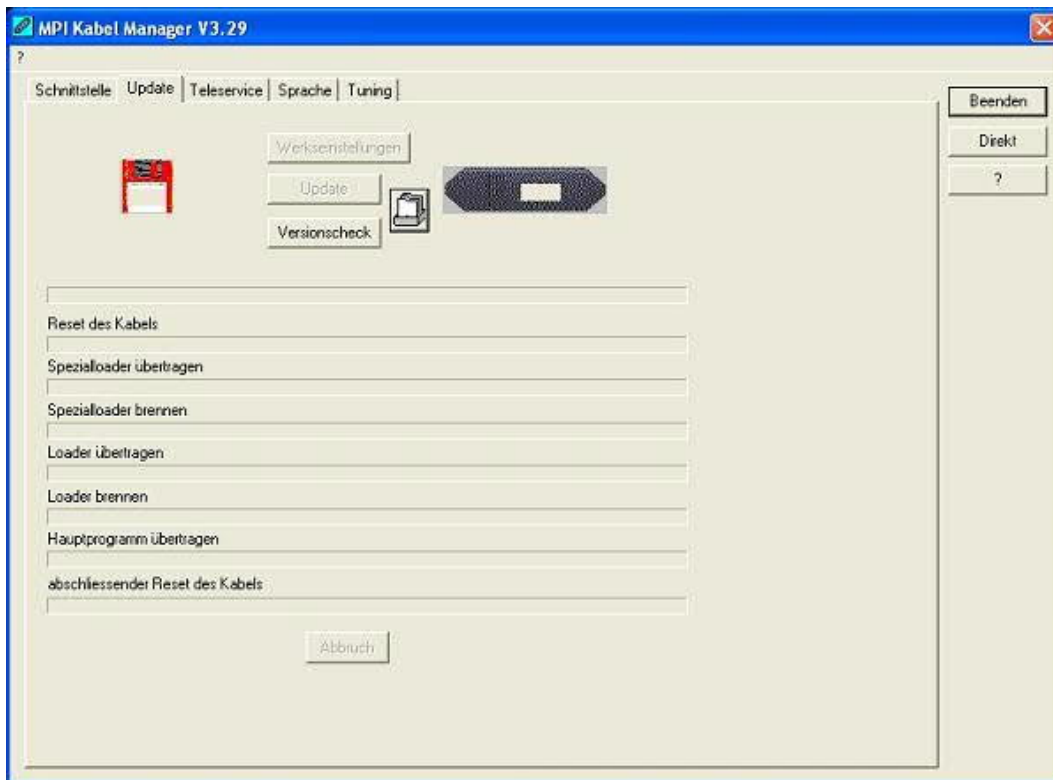 MPI Kabel Manager V3.29
?
Schnittstelle Update Teleservice Sprache Tuning
Beenden
Direkt
?
Werkseinstellungen
Update
Versionscheck
Reset des Kabels
Spezialloader übertragen
Spezialloader brennen
Loader übertragen
Loader brennen
Hauptprogramm übertragen
abschliessender Reset des Kabels
Abbruch